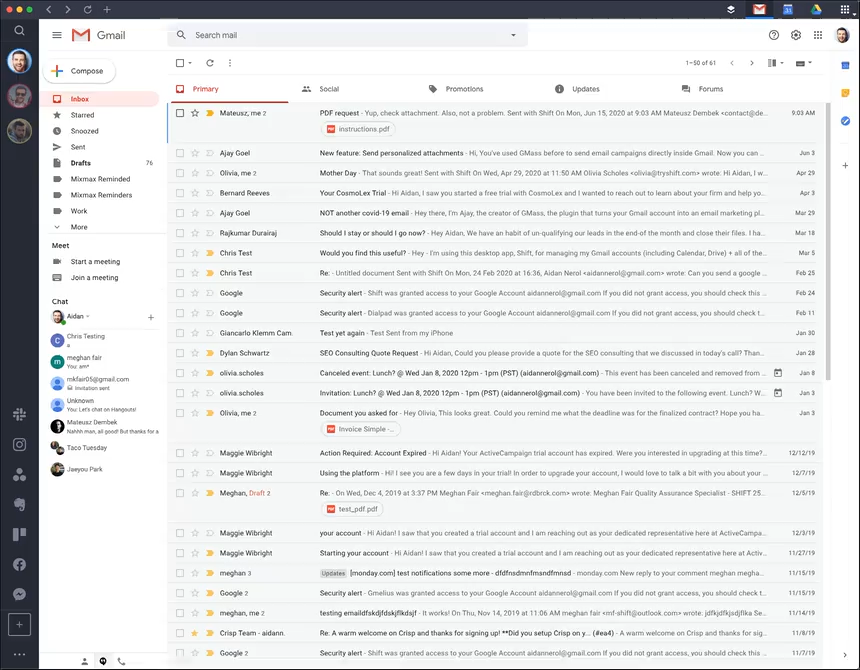 Gmail
Search mail
Compose
1–50 of 61
Inbox
Starred
Snoozed
Sent
Drafts 76
Mixmax Reminded
Mixmax Reminders
Work
More
Meet
Start a meeting
Join a meeting
Chat
Aidan
Chris Testing
a
meghan fair
You: am*
mkfair05@gmail.com
Invitation sent
Unknown
You: Let's chat on Hangouts!
Mateusz Dembek
Nahhh man, all good! But thanks for a
Taco Tuesday
Jaeyou Park
Primary
Social
Promotions
Updates
Forums
Mateusz, me 2 PDF request - Yup, check attachment. Also, not a problem. Sent with Shift On Mon, Jun 15, 2020 at 9:03 AM Mateusz Dembek <contact@de... 9:03 AM
instructions.pdf
Ajay Goel New feature: Send personalized attachments - Hi, You've used GMass before to send email campaigns directly inside Gmail. Now you can ... Jun 3
Olivia, me 2 Mother Day - That sounds great! Sent with Shift On Wed, Apr 29, 2020 at 11:50 AM Olivia Scholes <olivia@tryshift.com> wrote: Hi Aidan, I w... Apr 29
Bernard Reeves Your CosmoLex Trial - Hi Aidan, I saw you started a free trial with CosmoLex and I wanted to reach out to learn about your firm and help yo... Apr 3
Ajay Goel NOT another covid-19 email - Hey there, I'm Ajay, the creator of GMass, the plugin that turns your Gmail account into an email marketing pl... Mar 29
Rajkumar Durairaj Should I stay or should I go now? - Hey Aidan, We have an habit of un-qualifying our leads in the end of the month and close their files. I ha... Mar 18
Chris Test Would you find this useful? - Hey - I'm using this desktop app, Shift, for managing my Gmail accounts (including Calendar, Drive) + all of the... Mar 5
Chris Test Re: - Untitled document Sent with Shift On Mon, 24 Feb 2020 at 16:36, Aidan Nerol <aidannerol@gmail.com> wrote: Can you send a google ... Feb 25
Google Security alert - Shift was granted access to your Google Account aidannerol@gmail.com If you did not grant access, you should check this ... Feb 24
Google Security alert - Dialpad was granted access to your Google Account aidannerol@gmail.com If you did not grant access, you should check t... Feb 11
Giancarlo Klemm Cam. Test yet again - Test Sent from my iPhone Jan 30
Dylan Schwartz SEO Consulting Quote Request - Hi Aidan, Could you please provide a quote for the SEO consulting that we discussed in today's call? Than... Jan 28
olivia.scholes Canceled event: Lunch? @ Wed Jan 8, 2020 12pm - 1pm (PST) (aidannerol@gmail.com) - This event has been canceled and removed from ... Jan 8
olivia.scholes Invitation: Lunch? @ Wed Jan 8, 2020 12pm - 1pm (PST) (aidannerol@gmail.com) - You have been invited to the following event. Lunch? W... Jan 3
Olivia, me 2 Document you asked for - Hey Olivia, This looks great. Could you remind me what the deadline was for the finalized contract? Hope you ha... Jan 3
Invoice Simple -...
Maggie Wibright Action Required: Account Expired - Hi Aidan! Your ActiveCampaign trial account has expired. Were you interested in upgrading at this time?... 12/12/19
Maggie Wibright Using the platform - Hi! I see you are a few days in your trial! In order to upgrade your account, I would love to talk a bit with you about your ... 12/7/19
Meghan, Draft 2 Re: - On Wed, Dec 4, 2019 at 3:37 PM Meghan Fair <meghan.fair@rdbrck.com> wrote: Meghan Fair Quality Assurance Specialist - SHIFT 25... 12/5/19
test_pdf.pdf
Maggie Wibright your account - Hi Aidan! I saw that you created a trial account and I am reaching out as your dedicated representative here at ActiveCampa... 12/3/19
Maggie Wibright Starting your account - Hi Aidan! I saw that you created a trial account and I am reaching out as your dedicated representative here at Activ... 11/27/19
meghan 3 Updates [monday.com] test notifications some more - dfdfnsdmnfmsndfmnsd - monday.com New reply to your comment meghan megha... 11/15/19
Google 2 Security alert - Gmelius was granted access to your Google Account aidannerol@gmail.com If you did not grant access, you should check t... 11/15/19
meghan, me 2 testing emaildfskdjfdskjflkdsjf - It works! On Thu, Nov 14, 2019 at 11:06 AM meghan fair <mf-shift@outlook.com> wrote: jdfkjdfkjsdjflka Se... 11/14/19
Crisp Team - aidann. Re: A warm welcome on Crisp and thanks for signing up! **Did you setup Crisp on y... (#ea4) - A warm welcome on Crisp and thanks for sig... 11/8/19
Google 2 Security alert - Shift was granted access to your Google Account aidannerol@gmail.com If you did not grant access, you should check this ... 11/7/19